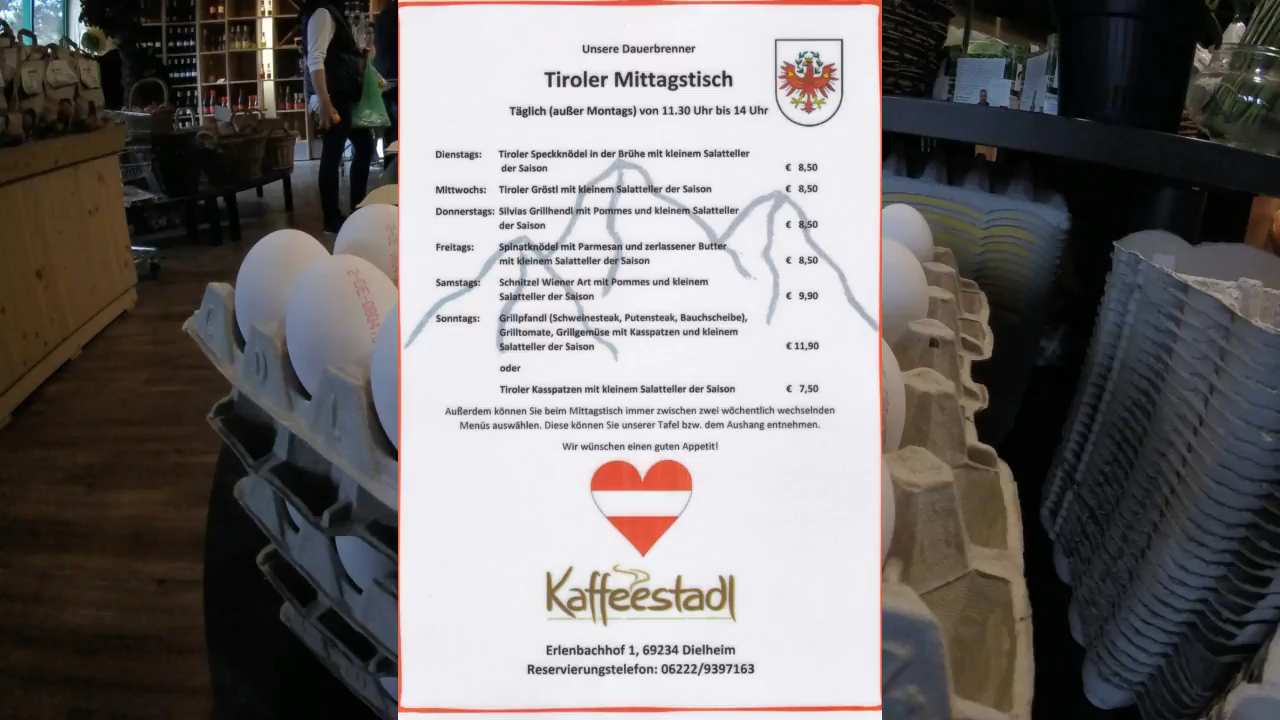 Unsere Dauerbrenner
Tiroler Mittagstisch
Täglich (außer Montags) von 11.30 Uhr bis 14 Uhr
Dienstags: Tiroler Speckknödel in der Brühe mit kleinem Salatteller
der Saison € 8,50
Mittwochs: Tiroler Gröstl mit kleinem Salatteller der Saison € 8,50
Donnerstags: Silvias Grillhendl mit Pommes und kleinem Salatteller
der Saison € 8,50
Freitags: Spinatknödel mit Parmesan und zerlassener Butter
mit kleinem Salatteller der Saison € 8,50
Samstags: Schnitzel Wiener Art mit Pommes und kleinem
Salatteller der Saison € 9,90
Sonntags: Grillpfandl (Schweinesteak, Putensteak, Bauchscheibe),
Grilltomate, Grillgemüse mit Kasspatzen und kleinem
Salatteller der Saison € 11,90
oder
Tiroler Kasspatzen mit kleinem Salatteller der Saison € 7,50
Außerdem können Sie beim Mittagstisch immer zwischen zwei wöchentlich wechselnden
Menüs auswählen. Diese können Sie unserer Tafel bzw. dem Aushang entnehmen.
Wir wünschen einen guten Appetit!
Kaffeestadl
Erlenbachhof 1, 69234 Dielheim
Reservierungstelefon: 06222/9397163